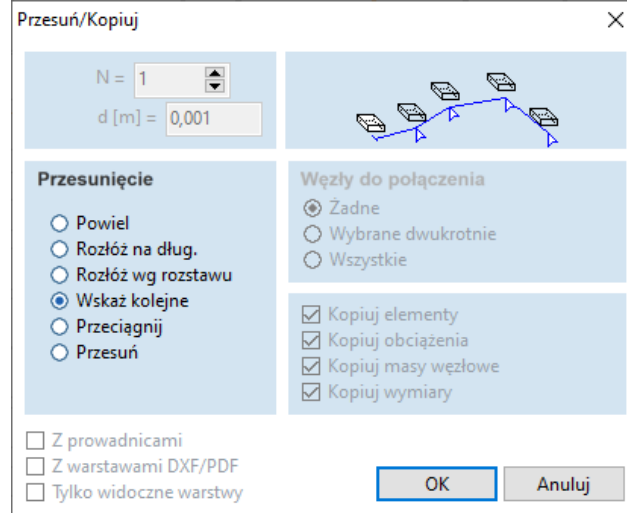 Przesuń/Kopiuj
N = 1
d [m] = 0,001
Przesunięcie
Powiel
Rozłóż na dług.
Rozłóż wg rozstawu
Wskaż kolejne
Przeciągnij
Przesuń
Węzły do połączenia
Żadne
Wybrane dwukrotnie
Wszystkie
Kopiuj elementy
Kopiuj obciążenia
Kopiuj masy węzłowe
Kopiuj wymiary
Z prowadnicami
Z warstawami DXF/PDF
Tylko widoczne warstwy
OK
Anuluj